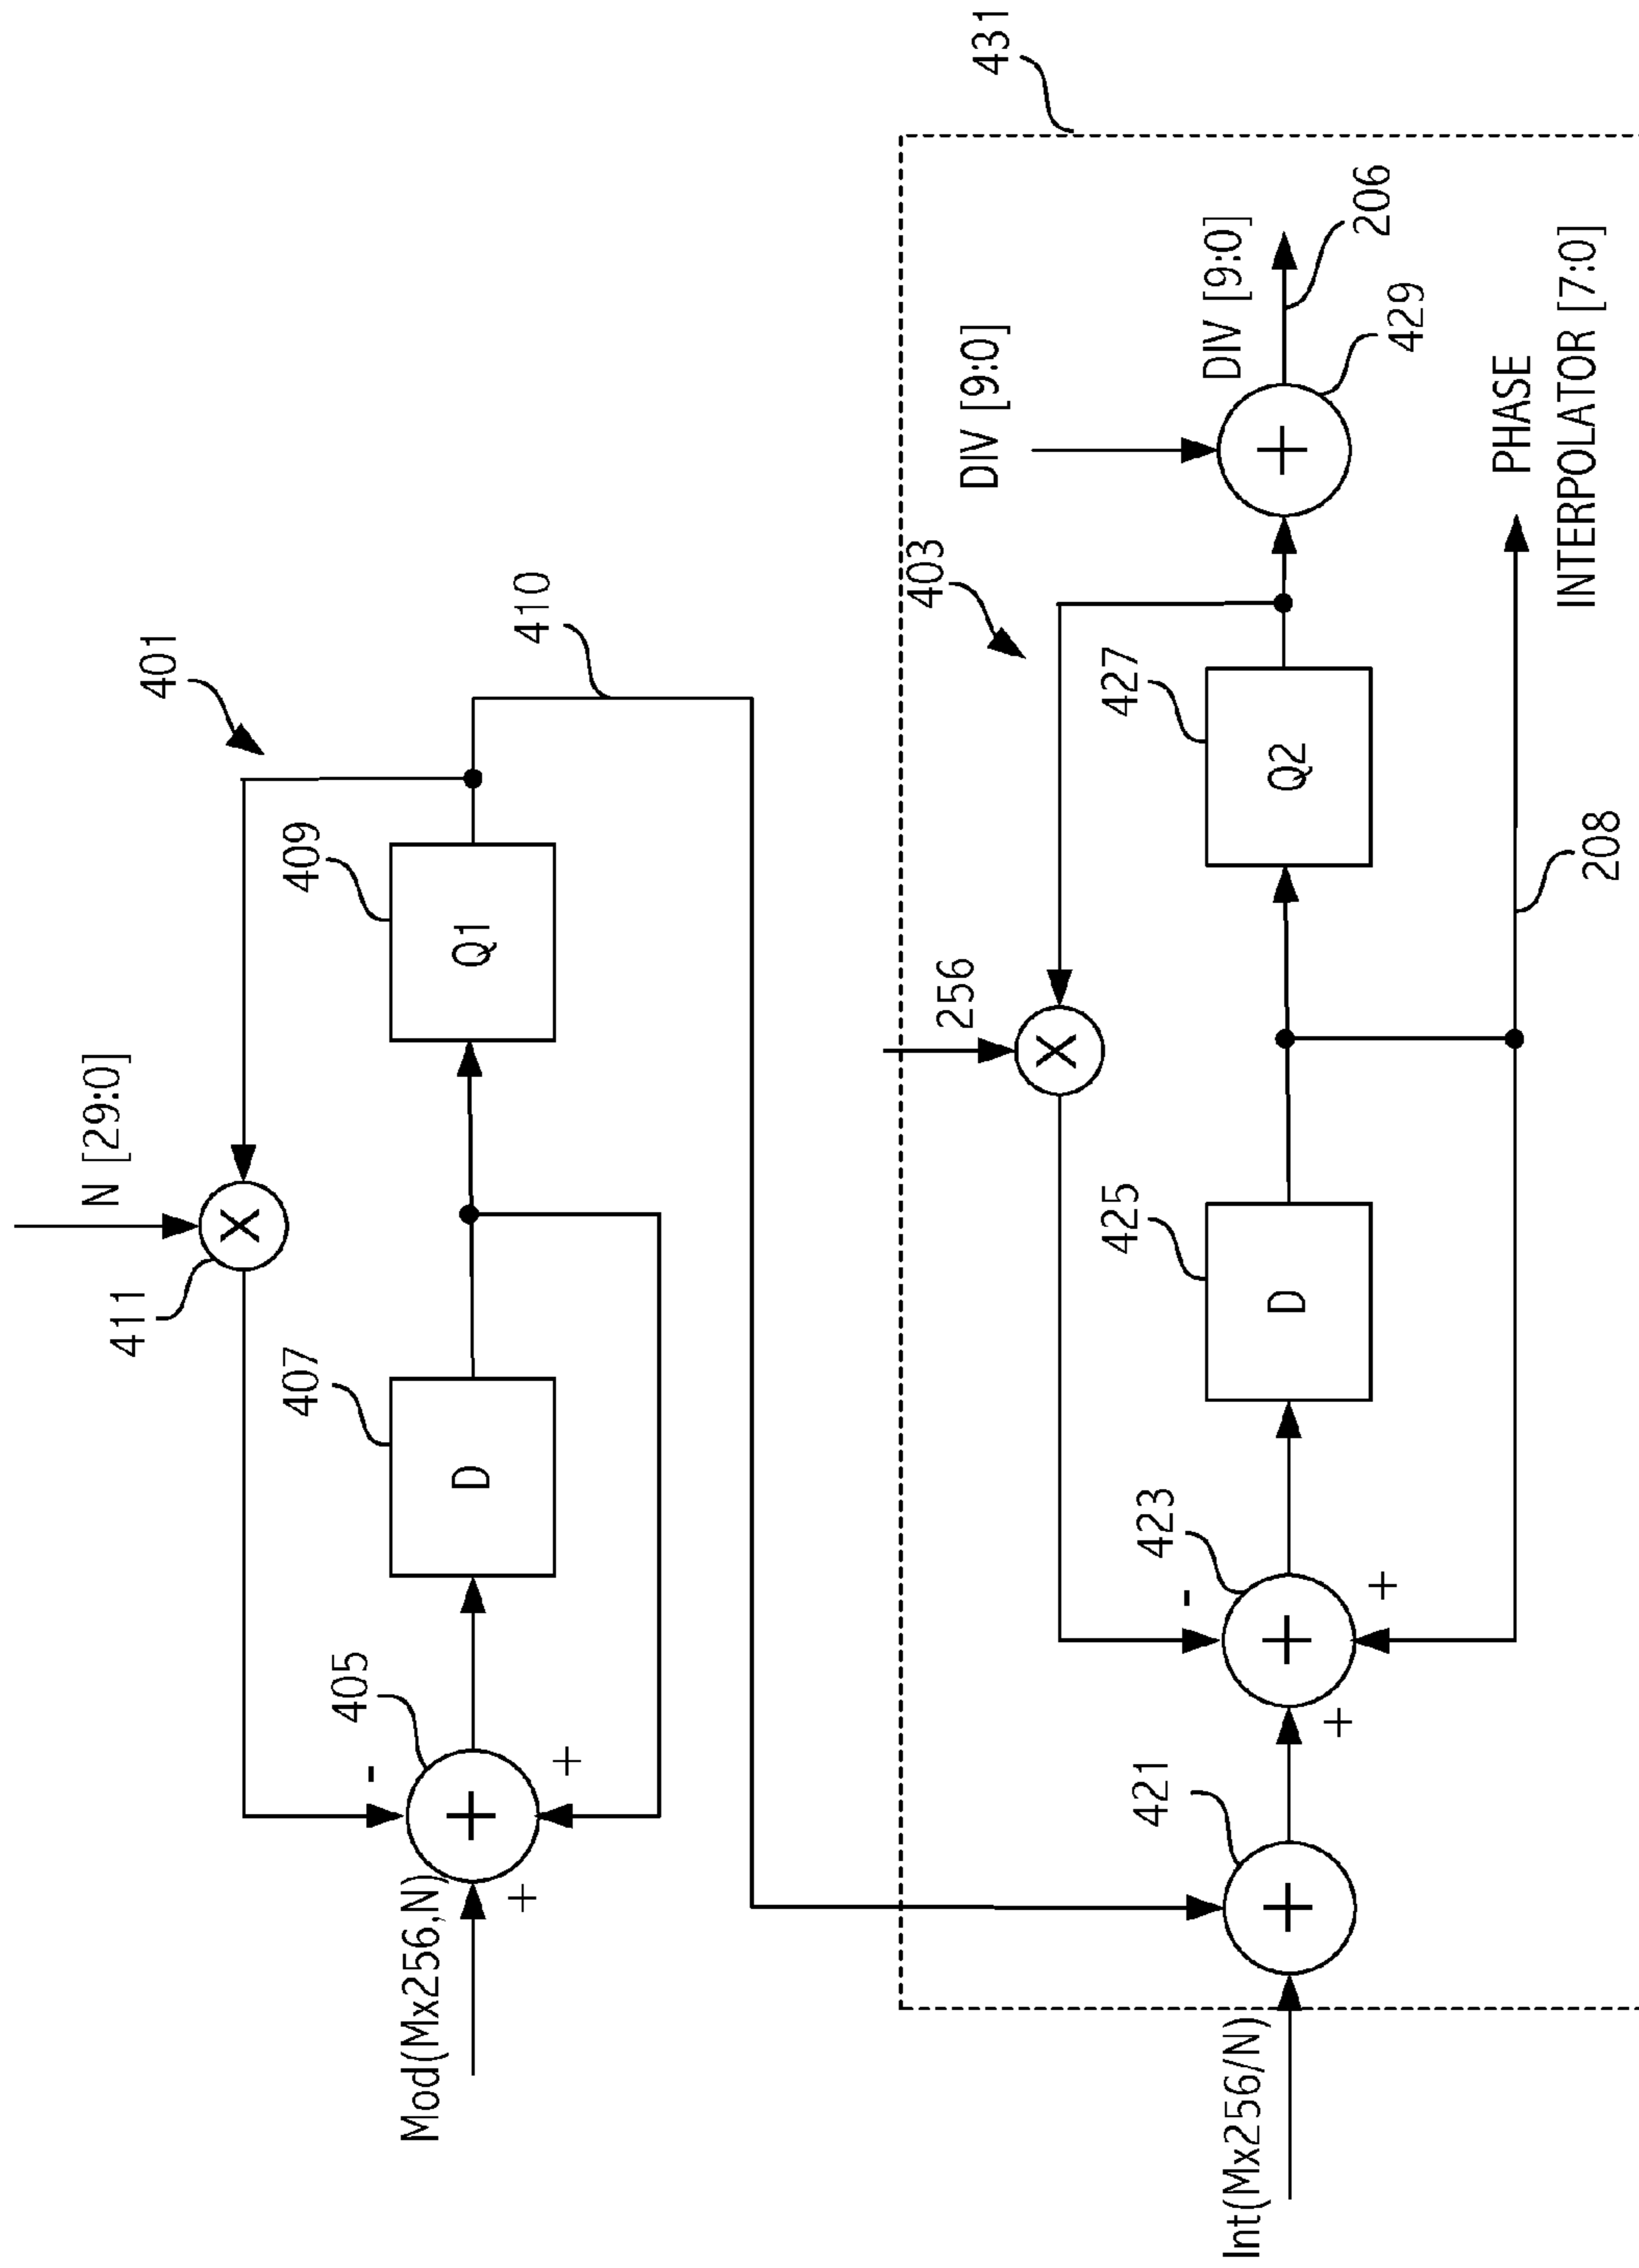 N [29:0]
401
411
X
409
410
407
Q1
D
405
-
+
Mod(Mx256,N)
+
+
431
403
DIV [9:0]
256
X
427
DIV [9:0]
206
425
Q2
+
429
D
423
-
PHASE
INTERPOLATOR [7:0]
421
+
+
+
+
208
Int(Mx256/N)